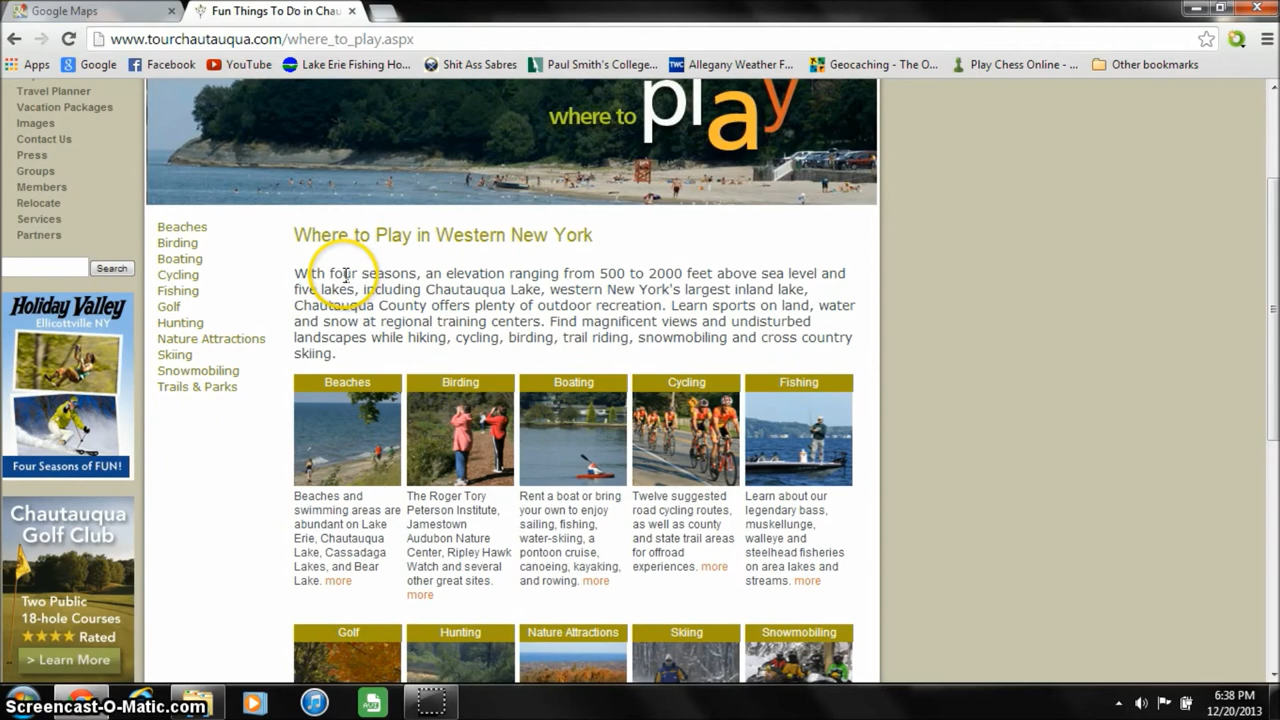 Google Maps
Fun Things To Do in Chau
www.tourchautauqua.com/where_to_play.aspx
Apps Google Facebook YouTube Lake Erie Fishing Ho... Shit Ass Sabres Paul Smith's College... Allegany Weather F... Geocaching - The O... Play Chess Online - ... Other bookmarks
Travel Planner
Vacation Packages
Images
Contact Us
Press
Groups
Members
Relocate
Services
Partners
Search
Holiday Valley
Ellicottville NY
Four Seasons of FUN!
Chautauqua
Golf Club
Two Public
18-hole Courses
Rated
> Learn More
where to play
Beaches
Birding
Boating
Cycling
Fishing
Golf
Hunting
Nature Attractions
Skiing
Snowmobiling
Trails & Parks
Where to Play in Western New York
With four seasons, an elevation ranging from 500 to 2000 feet above sea level and
five lakes, including Chautauqua Lake, western New York's largest inland lake,
Chautauqua County offers plenty of outdoor recreation. Learn sports on land, water
and snow at regional training centers. Find magnificent views and undisturbed
landscapes while hiking, cycling, birding, trail riding, snowmobiling and cross country
skiing.
Beaches
Beaches and
swimming areas are
abundant on Lake
Erie, Chautauqua
Lake, Cassadaga
Lakes, and Bear
Lake. more
Birding
The Roger Tory
Peterson Institute,
Jamestown
Audubon Nature
Center, Ripley Hawk
Watch and several
other great sites.
more
Boating
Rent a boat or bring
your own to enjoy
sailing, fishing,
water-skiing, a
pontoon cruise,
canoeing, kayaking,
and rowing. more
Cycling
Twelve suggested
road cycling routes,
as well as county
and state trail areas
for offroad
experiences. more
Fishing
Learn about our
legendary bass,
muskellunge,
walleye and
steelhead fisheries
on area lakes and
streams. more
Golf
Hunting
Nature Attractions
Skiing
Snowmobiling
Screencast-O-Matic.com
6:38 PM
12/20/2013